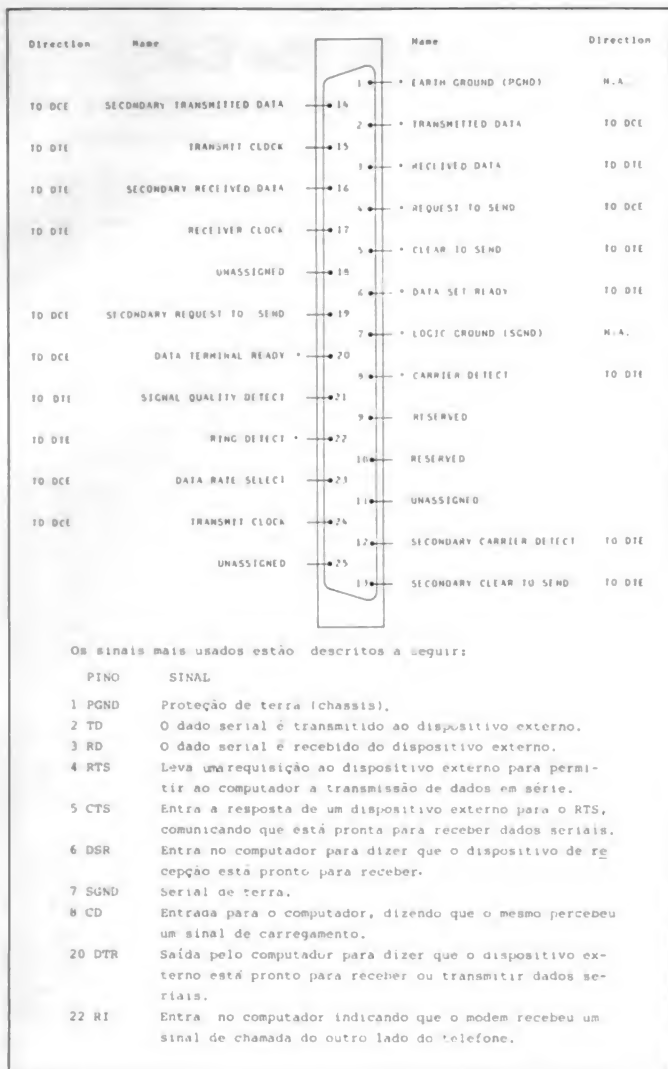 Direction Name Name Direction
1 * EARTH GROUND (PGND) N.A.
TO DCE SECONDARY TRANSMITTED DATA 14
2 * TRANSMITTED DATA TO DCE
TO DTE TRANSMIT CLOCK 15
3 * RECEIVED DATA TO DTE
TO DTE SECONDARY RECEIVED DATA 16
4 * REQUEST TO SEND TO DCE
TO DTE RECEIVER CLOCK 17
5 * CLEAR TO SEND TO DTE
UNASSIGNED 18
6 * DATA SET READY TO DTE
TO DCE SECONDARY REQUEST TO SEND 19
7 * LOGIC GROUND (SGND) N.A.
TO DCE DATA TERMINAL READY * 20
* CARRIER DETECT TO DTE
TO DTE SIGNAL QUALITY DETECT 21
9 RESERVED
TO DTE RING DETECT * 22
10 RESERVED
TO DCE DATA RATE SELECT 23
11 UNASSIGNED
TO DCE TRANSMIT CLOCK 24
12 SECONDARY CARRIER DETECT TO DTE
UNASSIGNED 25
13 SECONDARY CLEAR TO SEND TO DTE
Os sinais mais usados estão descritos a seguir:
PINO SINAL
1 PGND Proteção de terra (chassis).
2 TD O dado serial é transmitido ao dispositivo externo.
3 RD O dado serial é recebido do dispositivo externo.
4 RTS Leva uma requisição ao dispositivo externo para permi-
tir ao computador a transmissão de dados em série.
5 CTS Entra a resposta de um dispositivo externo para o RTS,
comunicando que está pronta para receber dados seriais.
6 DSR Entra no computador para dizer que o dispositivo de re
cepção está pronto para receber.
7 SGND Serial de terra.
8 CD Entrada para o computador, dizendo que o mesmo percebeu
um sinal de carregamento.
20 DTR Saída pelo computador para dizer que o dispositivo ex-
terno está pronto para receber ou transmitir dados se-
riais.
22 RI Entra no computador indicando que o modem recebeu um
sinal de chamada do outro lado do telefone.